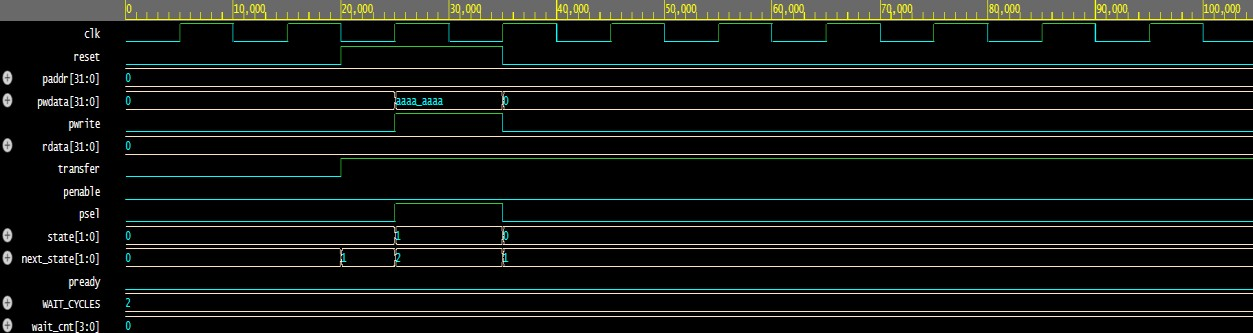 0 10,000 20,000 30,000 40,000 50,000 60,000 70,000 80,000 90,000 100,000
clk
reset
paddr[31:0] 0
pwdata[31:0] aaaa_aaaa 0
pwrite
rdata[31:0] 0
transfer
penable
psel
state[1:0] 0 1 0
next_state[1:0] 0 1 2 1
pready
WAIT_CYCLES 2
wait_cnt[3:0] 0